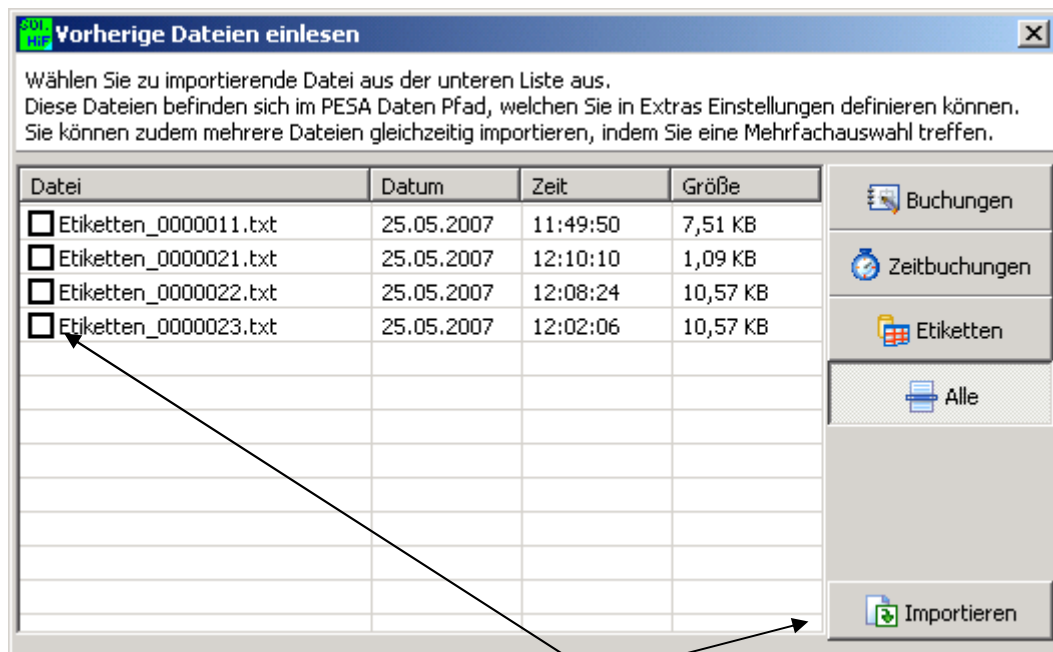 SDI.
HiF
Vorherige Dateien einlesen
Wählen Sie zu importierende Datei aus der unteren Liste aus.
Diese Dateien befinden sich im PESA Daten Pfad, welchen Sie in Extras Einstellungen definieren können.
Sie können zudem mehrere Dateien gleichzeitig importieren, indem Sie eine Mehrfachauswahl treffen.
Datei Datum Zeit Größe
Etiketten_0000011.txt 25.05.2007 11:49:50 7,51 KB
Etiketten_0000021.txt 25.05.2007 12:10:10 1,09 KB
Etiketten_0000022.txt 25.05.2007 12:08:24 10,57 KB
Etiketten_0000023.txt 25.05.2007 12:02:06 10,57 KB
Buchungen
Zeitbuchungen
Etiketten
Alle
Importieren